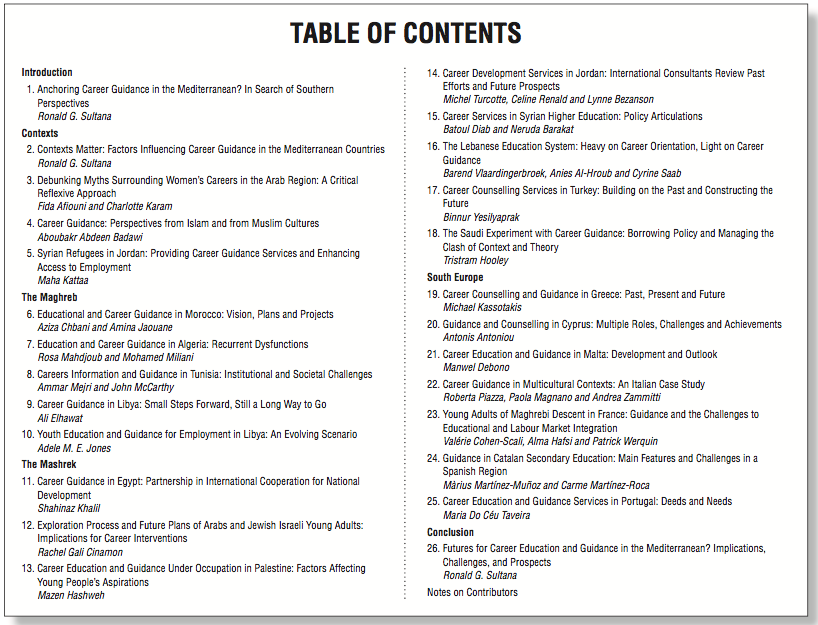 TABLE OF CONTENTS
Introduction
1. Anchoring Career Guidance in the Mediterranean? In Search of Southern
Perspectives
Ronald G. Sultana
Contexts
2. Contexts Matter: Factors Influencing Career Guidance in the Mediterranean Countries
Ronald G. Sultana
3. Debunking Myths Surrounding Women's Careers in the Arab Region: A Critical
Reflexive Approach
Fida Afiouni and Charlotte Karam
4. Career Guidance: Perspectives from Islam and from Muslim Cultures
Aboubakr Abdeen Badawi
5. Syrian Refugees in Jordan: Providing Career Guidance Services and Enhancing
Access to Employment
Maha Kattaa
The Maghreb
6. Educational and Career Guidance in Morocco: Vision, Plans and Projects
Aziza Chbani and Amina Jaouane
7. Education and Career Guidance in Algeria: Recurrent Dysfunctions
Rosa Mahdjoub and Mohamed Miliani
8. Careers Information and Guidance in Tunisia: Institutional and Societal Challenges
Ammar Mejri and John McCarthy
9. Career Guidance in Libya: Small Steps Forward, Still a Long Way to Go
Ali Elhawat
10. Youth Education and Guidance for Employment in Libya: An Evolving Scenario
Adele M. E. Jones
The Mashrek
11. Career Guidance in Egypt: Partnership in International Cooperation for National
Development
Shahinaz Khalil
12. Exploration Process and Future Plans of Arabs and Jewish Israeli Young Adults:
Implications for Career Interventions
Rachel Gali Cinamon
13. Career Education and Guidance Under Occupation in Palestine: Factors Affecting
Young People's Aspirations
Mazen Hashweh
14. Career Development Services in Jordan: International Consultants Review Past
Efforts and Future Prospects
Michel Turcotte, Celine Renald and Lynne Bezanson
15. Career Services in Syrian Higher Education: Policy Articulations
Batoul Diab and Neruda Barakat
16. The Lebanese Education System: Heavy on Career Orientation, Light on Career
Guidance
Barend Vlaardingerbroek, Anies Al-Hroub and Cyrine Saab
17. Career Counselling Services in Turkey: Building on the Past and Constructing the
Future
Binnur Yesilyaprak
18. The Saudi Experiment with Career Guidance: Borrowing Policy and Managing the
Clash of Context and Theory
Tristram Hooley
South Europe
19. Career Counselling and Guidance in Greece: Past, Present and Future
Michael Kassotakis
20. Guidance and Counselling in Cyprus: Multiple Roles, Challenges and Achievements
Antonis Antoniou
21. Career Education and Guidance in Malta: Development and Outlook
Manwel Debono
22. Career Guidance in Multicultural Contexts: An Italian Case Study
Roberta Piazza, Paola Magnano and Andrea Zammitti
23. Young Adults of Maghrebi Descent in France: Guidance and the Challenges to
Educational and Labour Market Integration
Valérie Cohen-Scali, Alma Hafsi and Patrick Werquin
24. Guidance in Catalan Secondary Education: Main Features and Challenges in a
Spanish Region
Màrius Martínez-Muñoz and Carme Martínez-Roca
25. Career Education and Guidance Services in Portugal: Deeds and Needs
Maria Do Céu Taveira
Conclusion
26. Futures for Career Education and Guidance in the Mediterranean? Implications,
Challenges, and Prospects
Ronald G. Sultana
Notes on Contributors